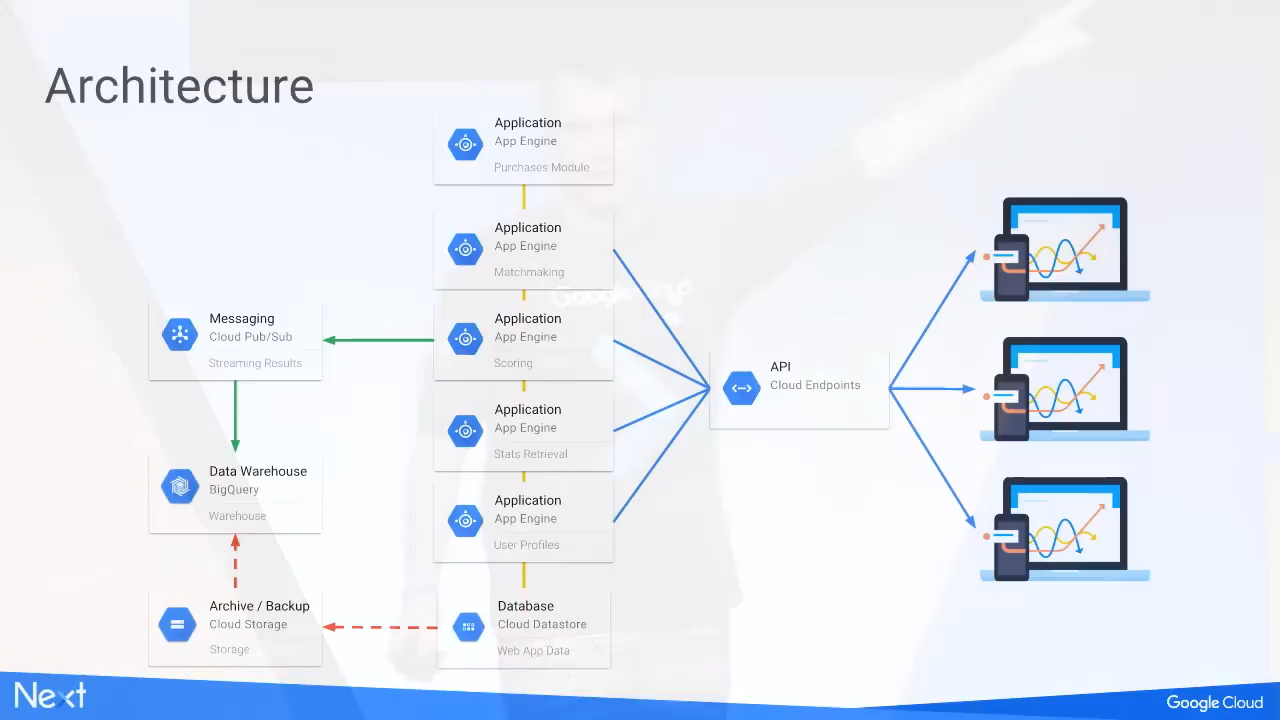 Architecture
Application
App Engine
Purchases Module
Application
App Engine
Matchmaking
Application
App Engine
Scoring
Application
App Engine
Stats Retrieval
Application
App Engine
User Profiles
Database
Cloud Datastore
Web App Data
Messaging
Cloud Pub/Sub
Streaming Results
Data Warehouse
BigQuery
Warehouse
Archive / Backup
Cloud Storage
Storage
API
Cloud Endpoints
Next
Google Cloud